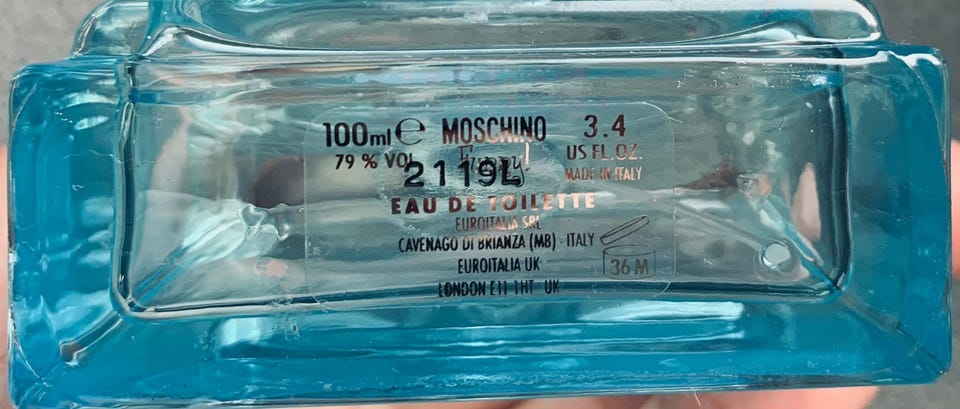 100ml ℮ MOSCHINO 3.4
79 % VOL Funny! US FL.OZ.
2119L MADE IN ITALY
EAU DE TOILETTE
EUROITALIA SRL
CAVENAGO DI BRIANZA (MB) - ITALY
EUROITALIA UK
36 M
LONDON E11 1HT - UK